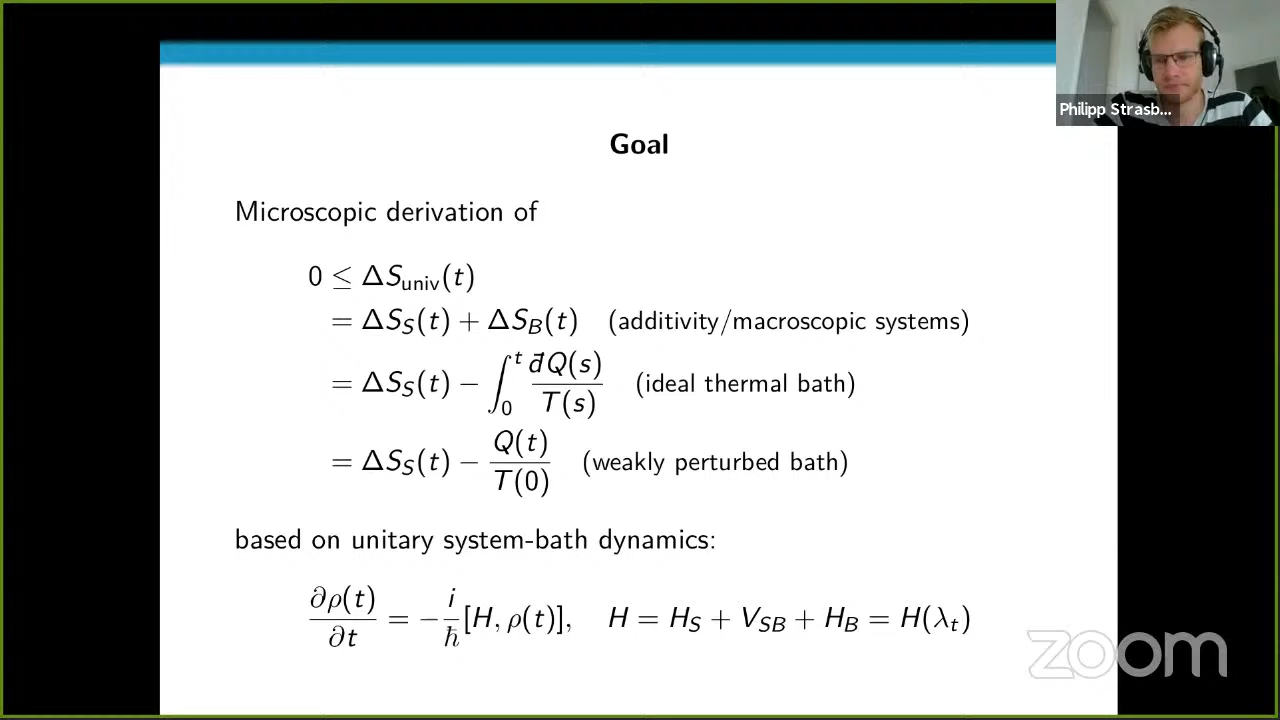 Philipp Strasb...
Goal
Microscopic derivation of
0 ≤ ΔS_univ(t)
= ΔS_S(t) + ΔS_B(t) (additivity/macroscopic systems)
= ΔS_S(t) − ∫_0^t đQ(s)/T(s) (ideal thermal bath)
= ΔS_S(t) − Q(t)/T(0) (weakly perturbed bath)
based on unitary system-bath dynamics:
∂ρ(t)/∂t = −i/ħ [H, ρ(t)], H = H_S + V_SB + H_B = H(λ_t)
zoom